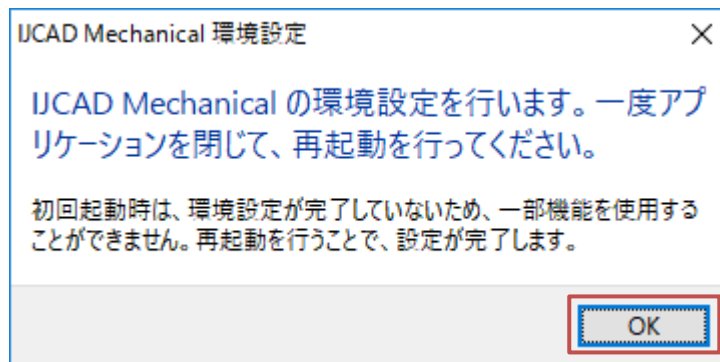 IJCAD Mechanical 環境設定
IJCAD Mechanical の環境設定を行います。一度アプ
リケーションを閉じて、再起動を行ってください。
初回起動時は、環境設定が完了していないため、一部機能を使用する
ことができません。再起動を行うことで、設定が完了します。
OK